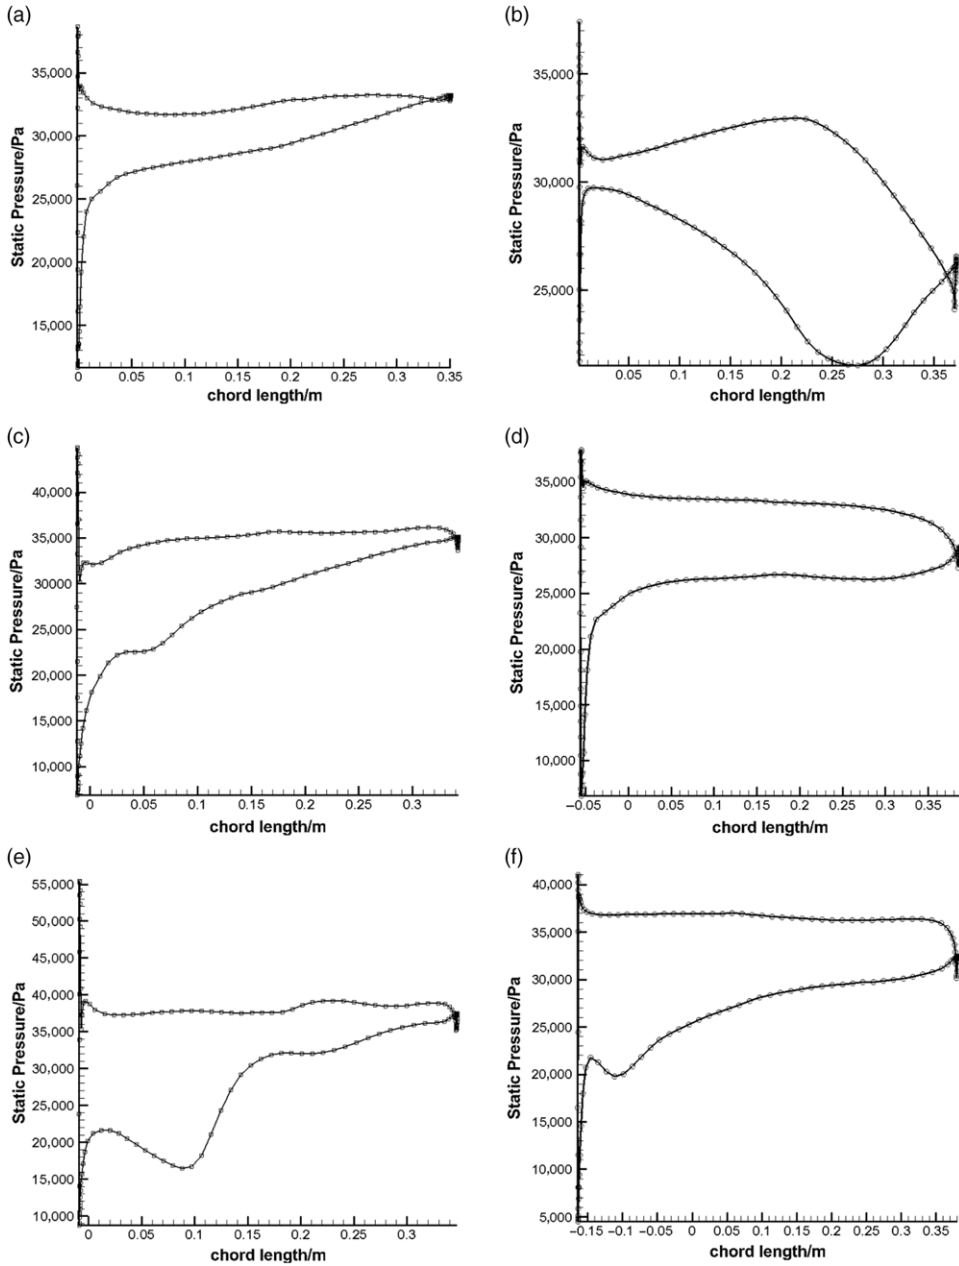 (a)
35,000
30,000
25,000
20,000
15,000
Static Pressure/Pa
0 0.05 0.1 0.15 0.2 0.25 0.3 0.35
chord length/m
(b)
35,000
30,000
25,000
Static Pressure/Pa
0.05 0.1 0.15 0.2 0.25 0.3 0.35
chord length/m
(c)
40,000
35,000
30,000
25,000
20,000
15,000
10,000
Static Pressure/Pa
0 0.05 0.1 0.15 0.2 0.25 0.3
chord length/m
(d)
35,000
30,000
25,000
20,000
15,000
10,000
Static Pressure/Pa
−0.05 0 0.05 0.1 0.15 0.2 0.25 0.3 0.35
chord length/m
(e)
55,000
50,000
45,000
40,000
35,000
30,000
25,000
20,000
15,000
10,000
Static Pressure/Pa
0 0.05 0.1 0.15 0.2 0.25 0.3
chord length/m
(f)
40,000
35,000
30,000
25,000
20,000
15,000
10,000
5,000
Static Pressure/Pa
−0.15 −0.1 −0.05 0 0.05 0.1 0.15 0.2 0.25 0.3 0.35
chord length/m